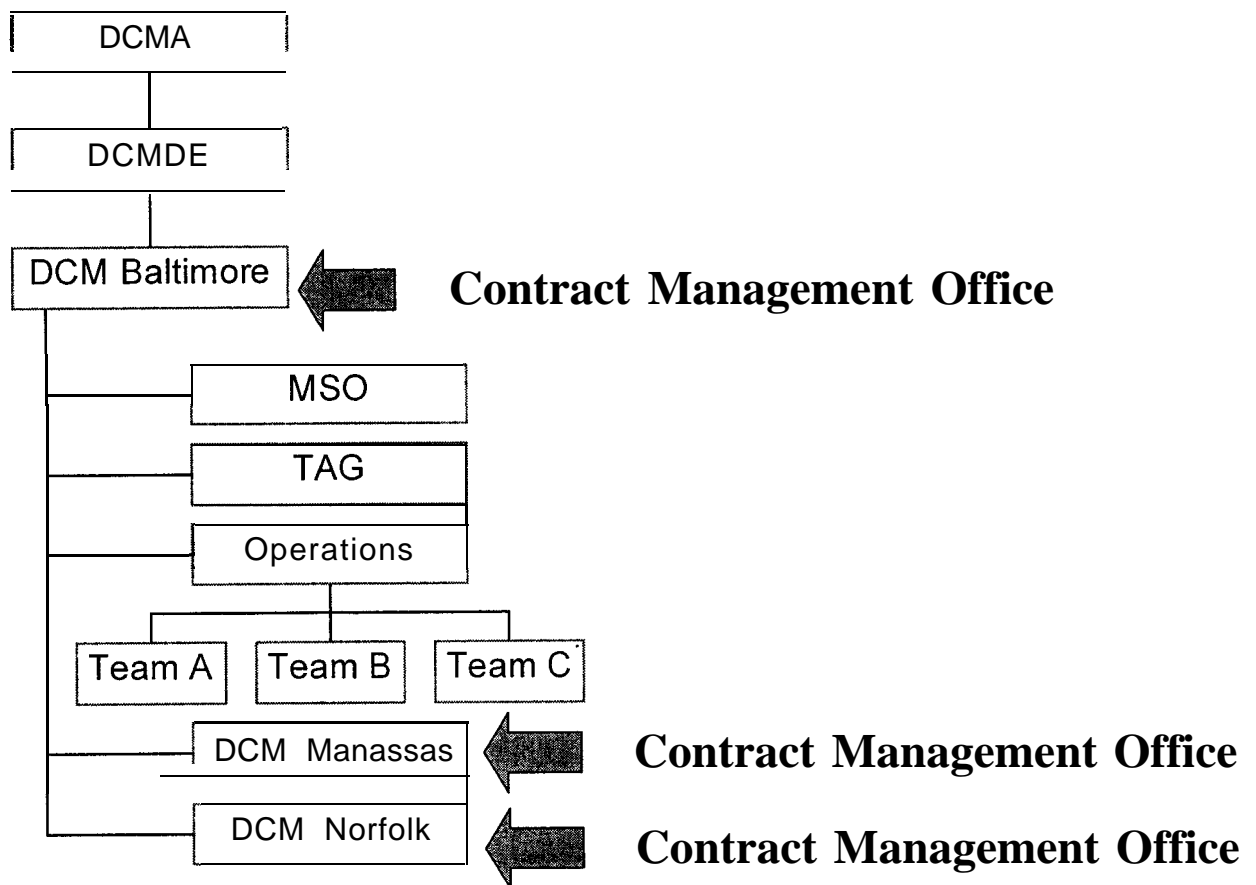 DCMA
DCMDE
DCM Baltimore
Contract Management Office
MSO
TAG
Operations
Team A
Team B
Team C
DCM Manassas
Contract Management Office
DCM Norfolk
Contract Management Office